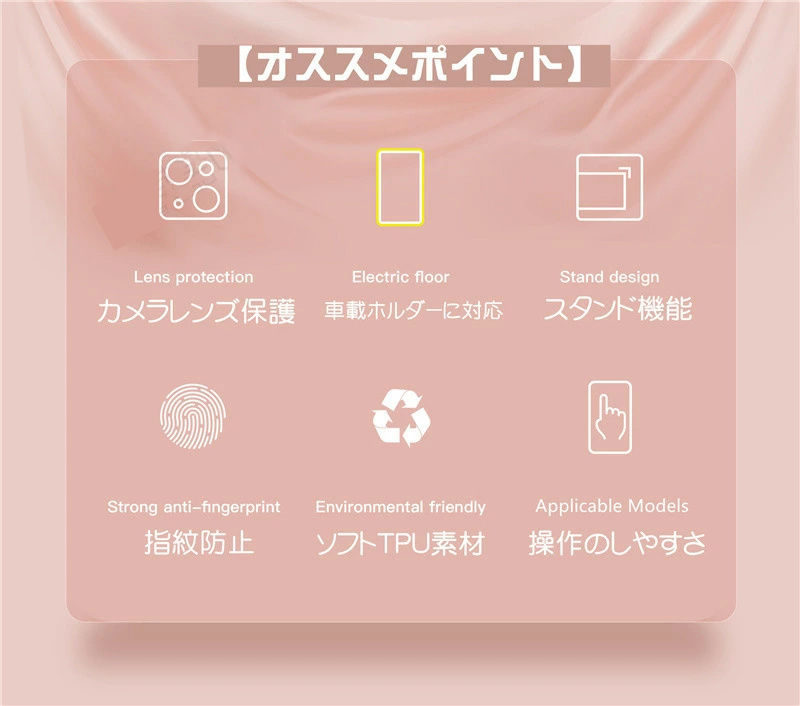 【オススメポイント】
Lens protection
カメラレンズ保護
Electric floor
車載ホルダーに対応
Stand design
スタンド機能
Strong anti-fingerprint
指紋防止
Environmental friendly
ソフトTPU素材
Applicable Models
操作のしやすさ